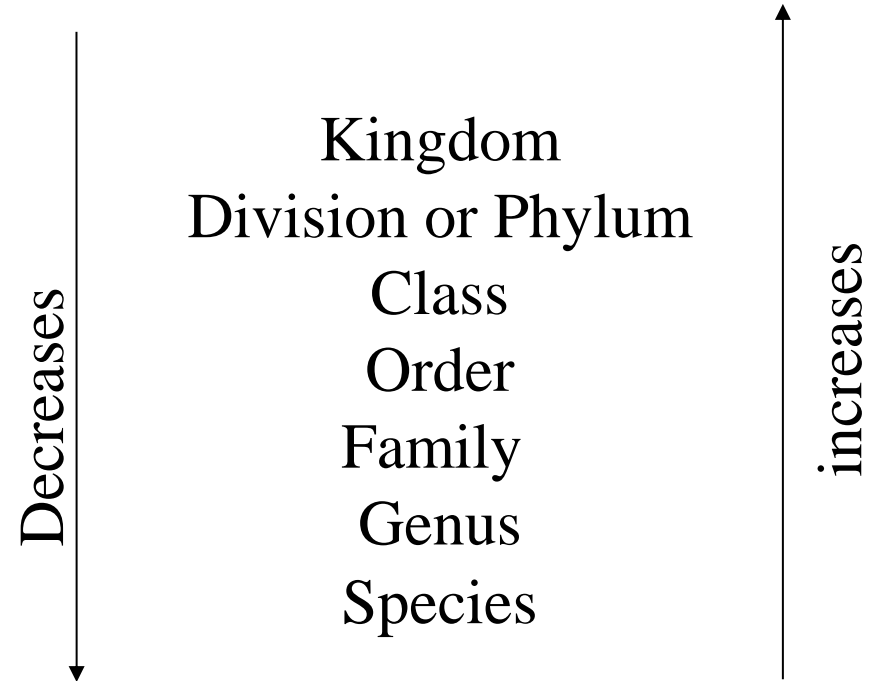 Kingdom
Division or Phylum
Class
Order
Family
Genus
Species
Decreases
increases